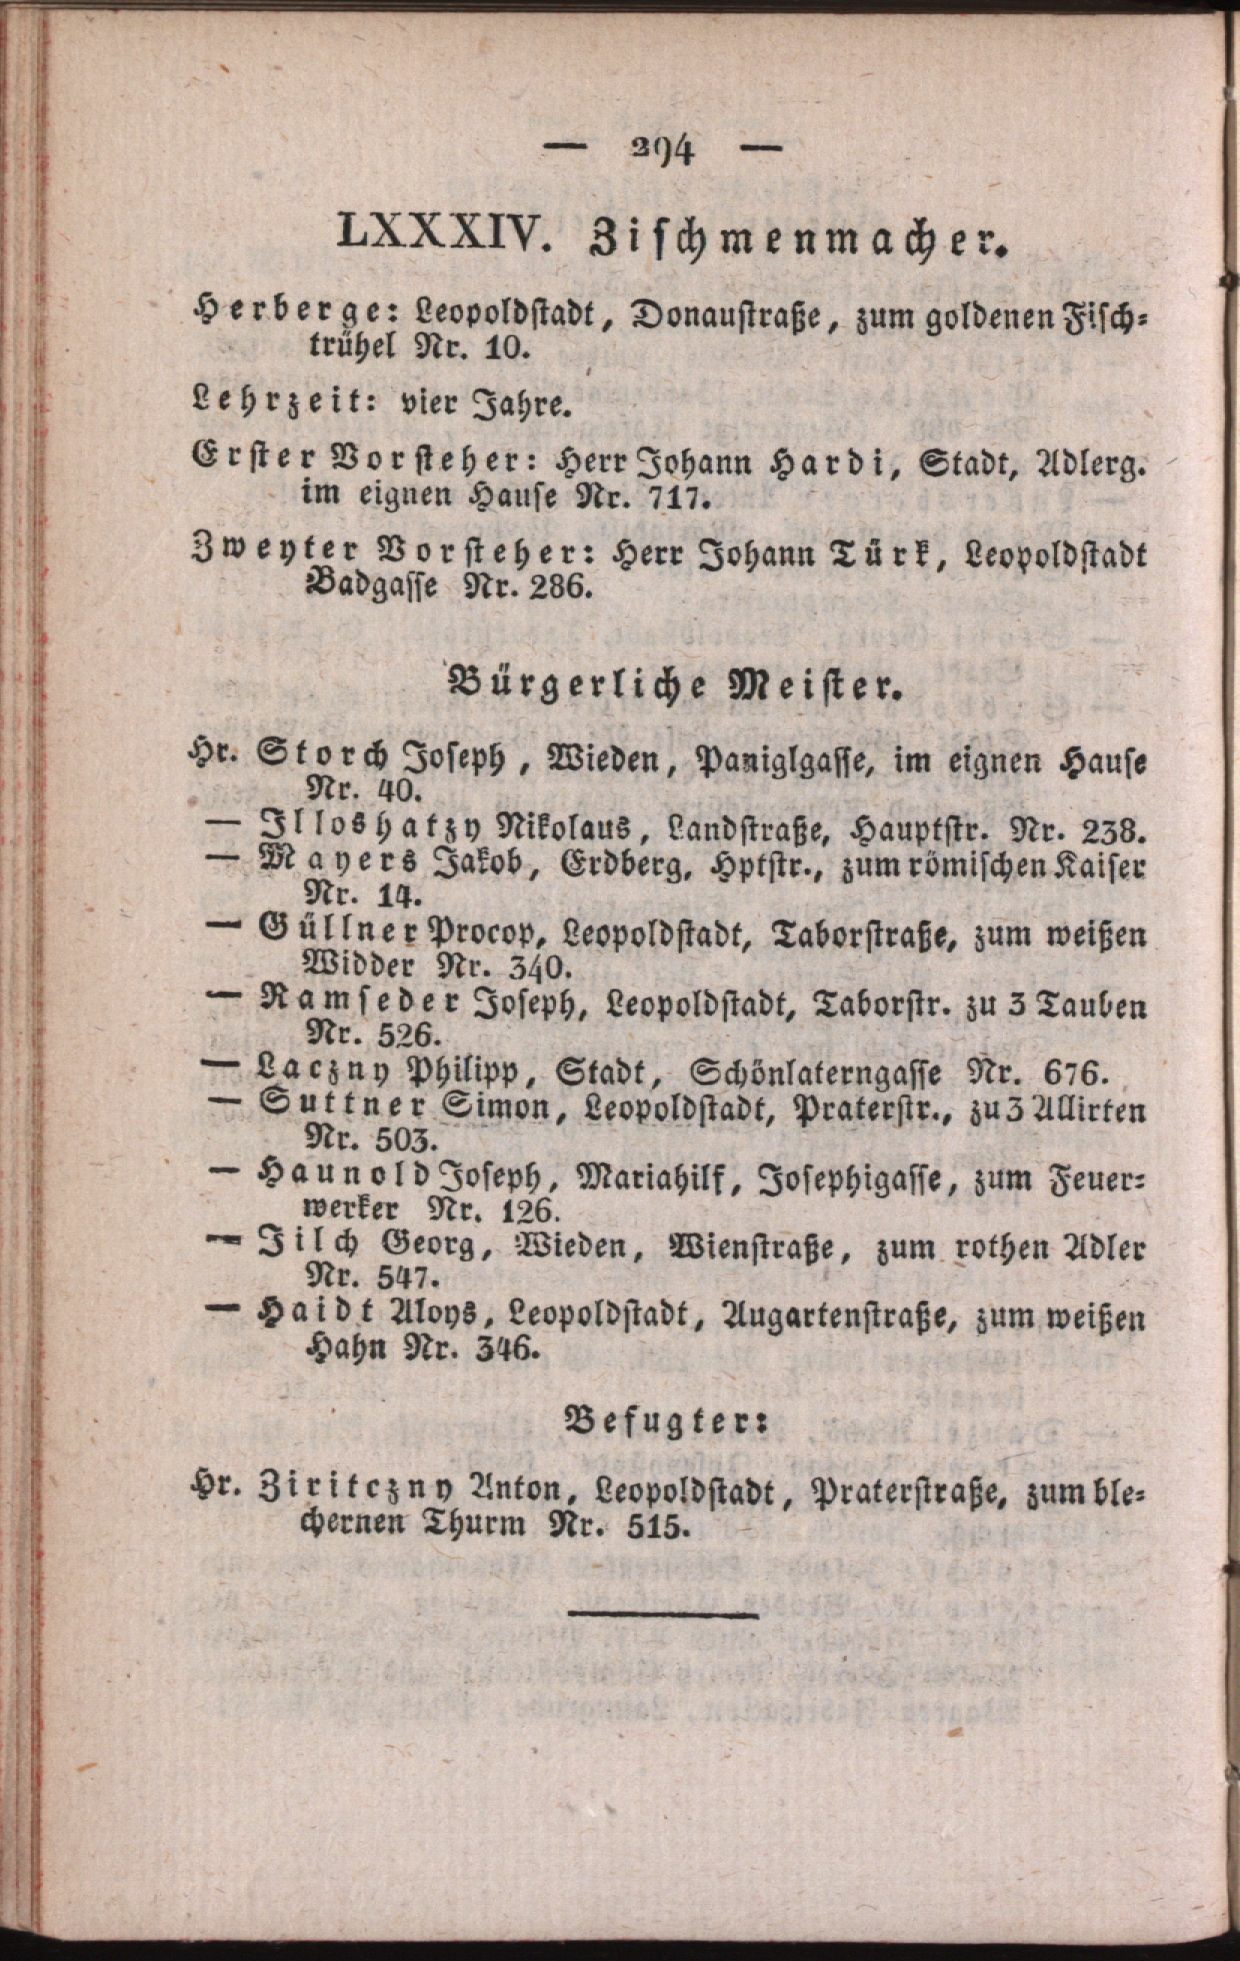 — 294 —
LXXXIV. Zischmenmacher.
Herberge: Leopoldstadt, Donaustraße, zum goldenen Fisch-
trühel Nr. 10.
Lehrzeit: vier Jahre.
Erster Vorsteher: Herr Johann Hardi, Stadt, Adlerg.
im eignen Hause Nr. 717.
Zweyter Vorsteher: Herr Johann Türk, Leopoldstadt
Badgasse Nr. 286.
Bürgerliche Meister.
Hr. Storch Joseph, Wieden, Paniglgasse, im eignen Hause
Nr. 40.
— Illoshatzy Nikolaus, Landstraße, Hauptstr. Nr. 238.
— Mayers Jakob, Erdberg, Hptstr., zum römischen Kaiser
Nr. 14.
— Güllner Procop, Leopoldstadt, Taborstraße, zum weißen
Widder Nr. 340.
— Ramseder Joseph, Leopoldstadt, Taborstr. zu 3 Tauben
Nr. 526.
— Laczny Philipp, Stadt, Schönlaterngasse Nr. 676.
— Suttner Simon, Leopoldstadt, Praterstr., zu 3 Allirten
Nr. 503.
— Haunold Joseph, Mariahilf, Josephigasse, zum Feuer-
werker Nr. 126.
— Jilch Georg, Wieden, Wienstraße, zum rothen Adler
Nr. 547.
— Haidt Aloys, Leopoldstadt, Augartenstraße, zum weißen
Hahn Nr. 346.
Befugter:
Hr. Ziritczny Anton, Leopoldstadt, Praterstraße, zum ble-
chernen Thurm Nr. 515.